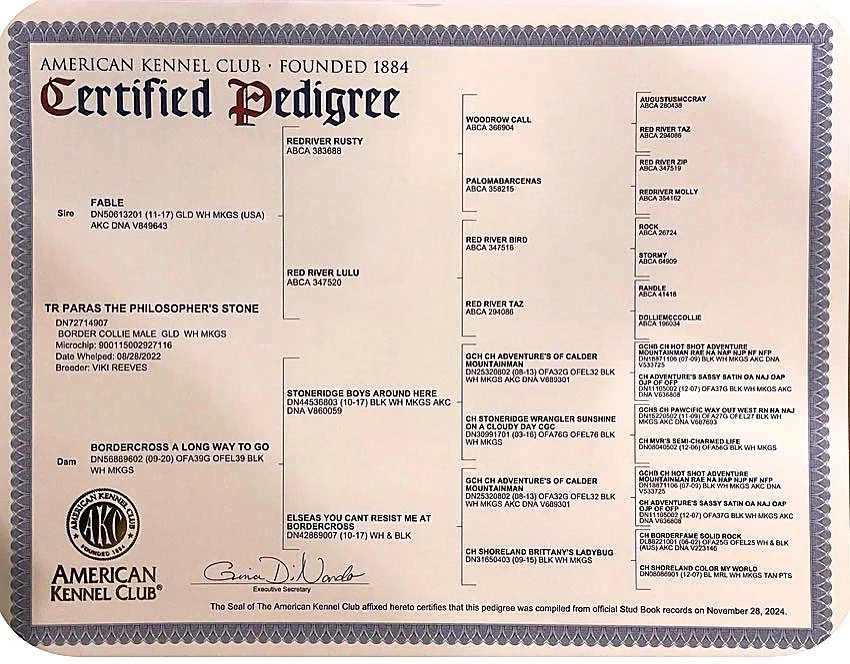 AMERICAN KENNEL CLUB · FOUNDED 1884
Certified Pedigree
Sire
FABLE
DN50613201 (11-17) GLD WH MKGS (USA)
AKC DNA V849643
TR PARAS THE PHILOSOPHER'S STONE
DN72714907
BORDER COLLIE MALE GLD WH MKGS
Microchip: 900115002927116
Date Whelped: 08/28/2022
Breeder: VIKI REEVES
Dam
BORDERCROSS A LONG WAY TO GO
DN56889602 (09-20) OFA39G OFEL39 BLK
WH MKGS
REDRIVER RUSTY
ABCA 383688
RED RIVER LULU
ABCA 347520
STONERIDGE BOYS AROUND HERE
DN44536803 (10-17) BLK WH MKGS AKC
DNA V860059
ELSEAS YOU CANT RESIST ME AT
BORDERCROSS
DN42869007 (10-17) WH & BLK
WOODROW CALL
ABCA 366904
PALOMABARCENAS
ABCA 358215
RED RIVER BIRD
ABCA 347516
RED RIVER TAZ
ABCA 294086
GCH CH ADVENTURE'S OF CALDER
MOUNTAINMAN
DN25320802 (08-13) OFA32G OFEL32 BLK
WH MKGS AKC DNA V689301
CH STONERIDGE WRANGLER SUNSHINE
ON A CLOUDY DAY CGC
DN30991701 (03-16) OFA76G OFEL76 BLK
WH MKGS
GCH CH ADVENTURE'S OF CALDER
MOUNTAINMAN
DN25320802 (08-13) OFA32G OFEL32 BLK
WH MKGS AKC DNA V689301
CH SHORELAND BRITTANY'S LADYBUG
DN31650403 (09-15) BLK WH MKGS
AUGUSTUSMCCRAY
ABCA 280438
RED RIVER TAZ
ABCA 294086
RED RIVER ZIP
ABCA 347519
REDRIVER MOLLY
ABCA 354162
ROCK
ABCA 26724
STORMY
ABCA 64909
RANDLE
ABCA 41418
DOLLIEMCCCOLLIE
ABCA 196034
GCHB CH HOT SHOT ADVENTURE
MOUNTAINMAN RAE NA NAP NJP NF NFP
DN18871106 (07-09) BLK WH MKGS AKC DNA
V533725
CH ADVENTURE'S SASSY SATIN OA NAJ OAP
OJP OF OFP
DN11105002 (12-07) OFA37G BLK WH MKGS AKC
DNA V636808
GCHS CH PAWCIFIC WAY OUT WEST RN NA NAJ
DN15220502 (11-09) OFA27G OFEL27 BLK WH
MKGS AKC DNA V687693
CH MVR'S SEMI-CHARMED LIFE
DN08040502 (12-06) OFA56G BLK WH MKGS
GCHB CH HOT SHOT ADVENTURE
MOUNTAINMAN RAE NA NAP NJP NF NFP
DN18871106 (07-09) BLK WH MKGS AKC DNA
V533725
CH ADVENTURE'S SASSY SATIN OA NAJ OAP
OJP OF OFP
DN11105002 (12-07) OFA37G BLK WH MKGS AKC
DNA V636808
CH BORDERFAME SOLID ROCK
DL88221001 (06-02) OFA25G OFEL25 WH & BLK
(AUS) AKC DNA V223146
CH SHORELAND COLOR MY WORLD
DN08086901 (12-07) BL MRL WH MKGS TAN PTS
AMERICAN KENNEL CLUB
AKC
FOUNDED 1884
AMERICAN
KENNEL CLUB®
Executive Secretary
The Seal of The American Kennel Club affixed hereto certifies that this pedigree was compiled from official Stud Book records on November 28, 2024.